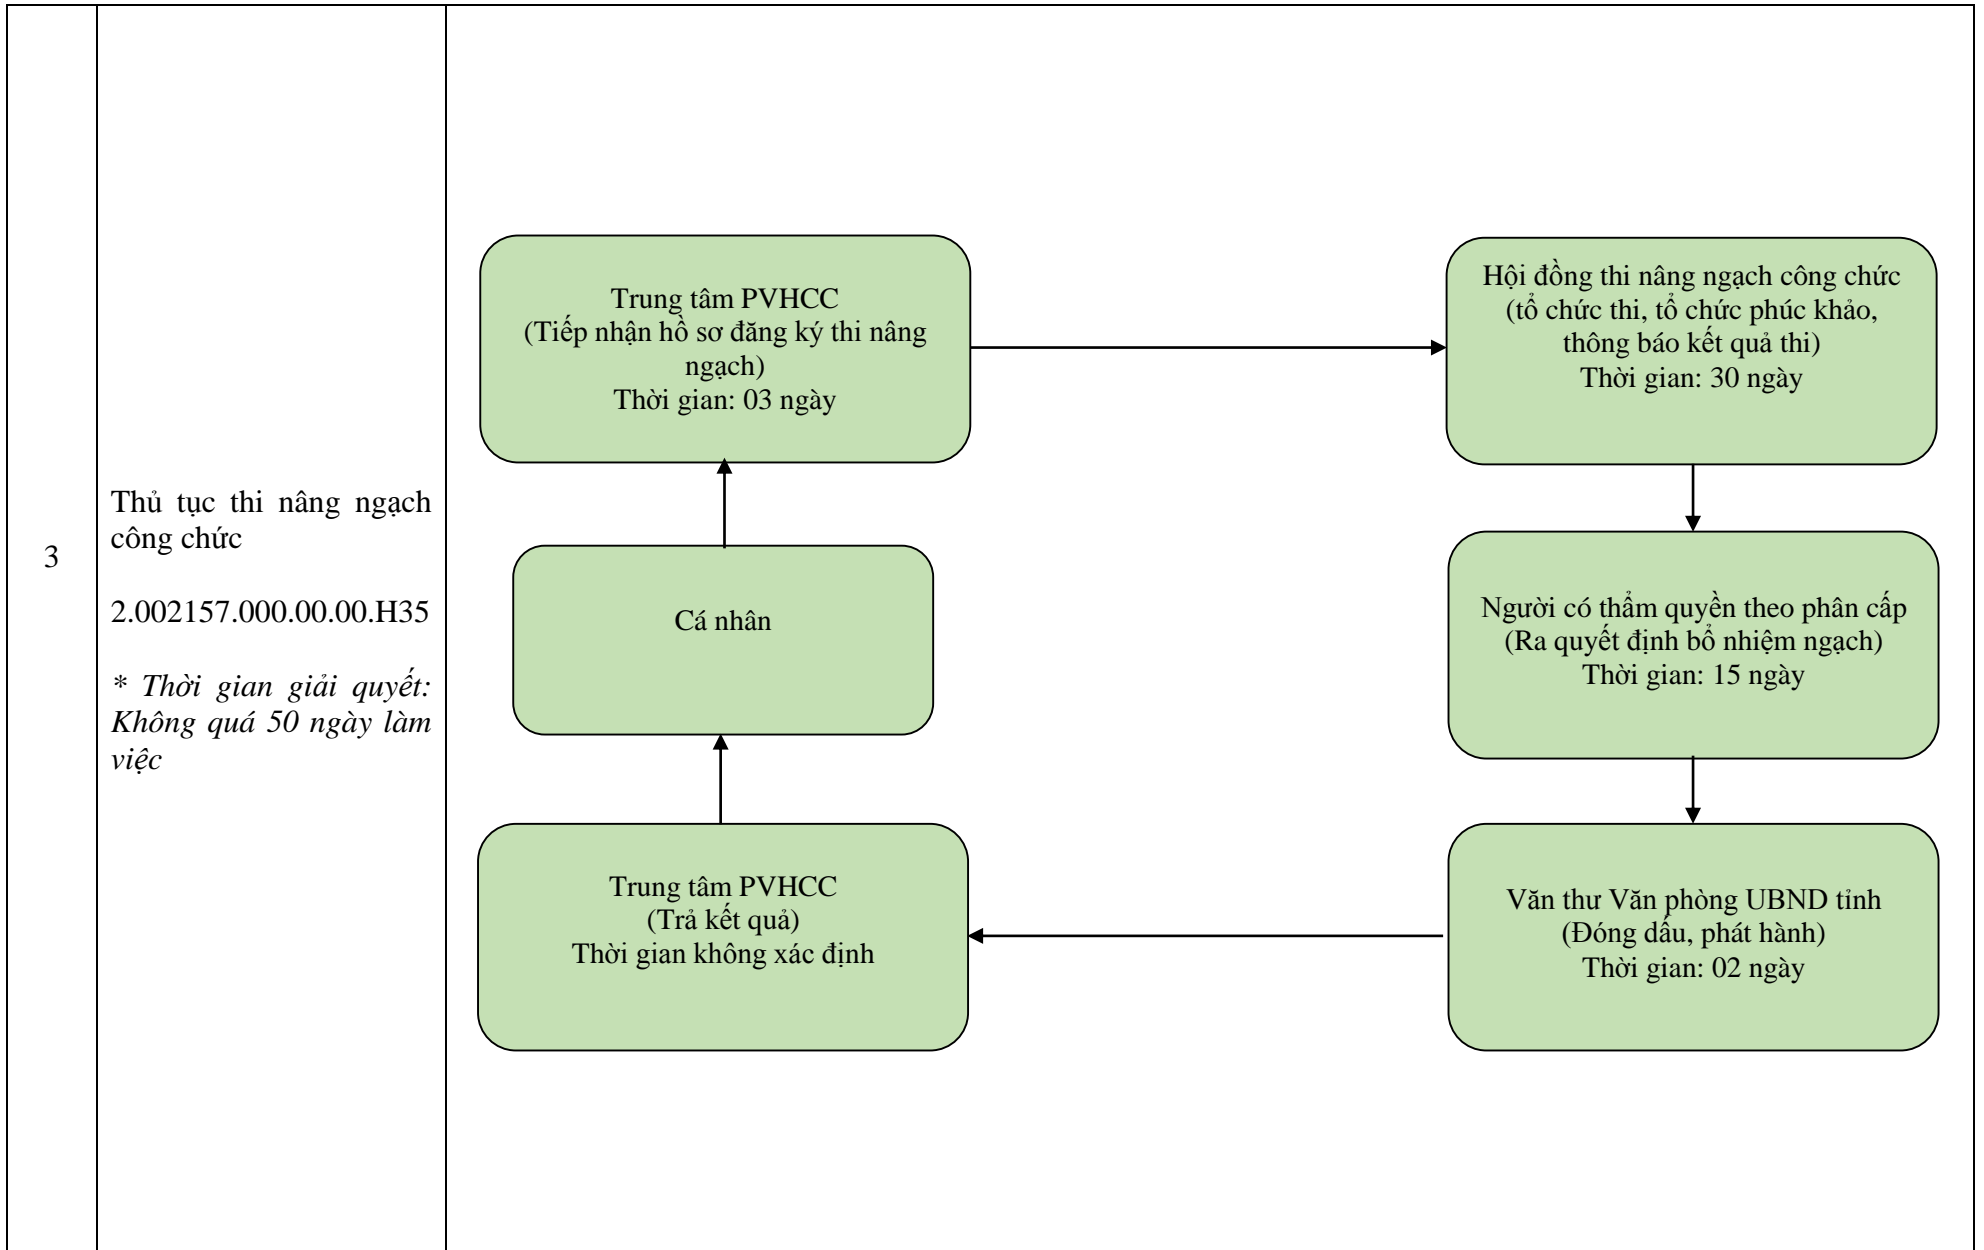 3
Thủ tục thi nâng ngạch
công chức
2.002157.000.00.00.H35
* Thời gian giải quyết:
Không quá 50 ngày làm
việc
Trung tâm PVHCC
(Tiếp nhận hồ sơ đăng ký thi nâng
ngạch)
Thời gian: 03 ngày
Hội đồng thi nâng ngạch công chức
(tổ chức thi, tổ chức phúc khảo,
thông báo kết quả thi)
Thời gian: 30 ngày
Cá nhân
Người có thẩm quyền theo phân cấp
(Ra quyết định bổ nhiệm ngạch)
Thời gian: 15 ngày
Trung tâm PVHCC
(Trả kết quả)
Thời gian không xác định
Văn thư Văn phòng UBND tỉnh
(Đóng dấu, phát hành)
Thời gian: 02 ngày